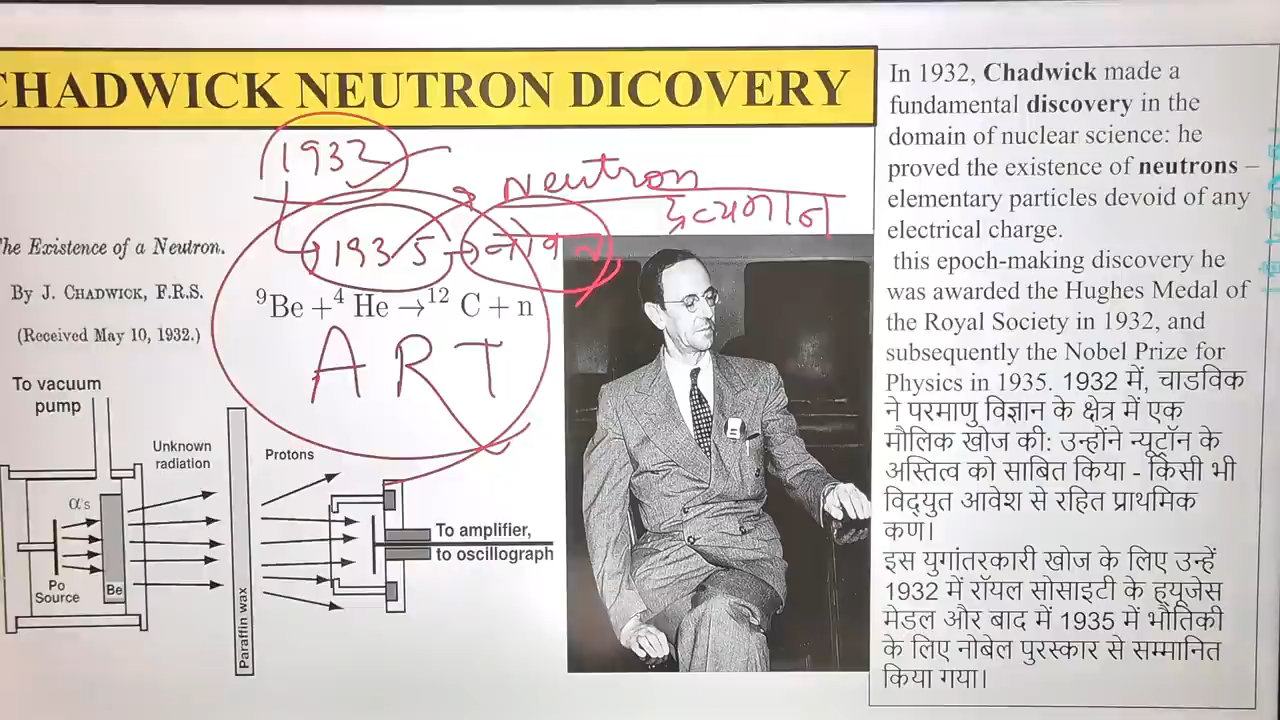 CHADWICK NEUTRON DICOVERY
1932
Neutron
द्रव्यमान
1935
The Existence of a Neutron.
By J. CHADWICK, F.R.S.
(Received May 10, 1932.)
⁹Be + ⁴He → ¹² C + n
ART
To vacuum
pump
Unknown
radiation
Protons
α's
Po
Source
Be
Paraffin wax
To amplifier,
to oscillograph
In 1932, Chadwick made a
fundamental discovery in the
domain of nuclear science: he
proved the existence of neutrons –
elementary particles devoid of any
electrical charge.
this epoch-making discovery he
was awarded the Hughes Medal of
the Royal Society in 1932, and
subsequently the Nobel Prize for
Physics in 1935. 1932 में, चाडविक
ने परमाणु विज्ञान के क्षेत्र में एक
मौलिक खोज की: उन्होंने न्यूट्रॉन के
अस्तित्व को साबित किया - किसी भी
विद्युत आवेश से रहित प्राथमिक
कण।
इस युगांतरकारी खोज के लिए उन्हें
1932 में रॉयल सोसाइटी के ह्यूजेस
मेडल और बाद में 1935 में भौतिकी
के लिए नोबेल पुरस्कार से सम्मानित
किया गया।